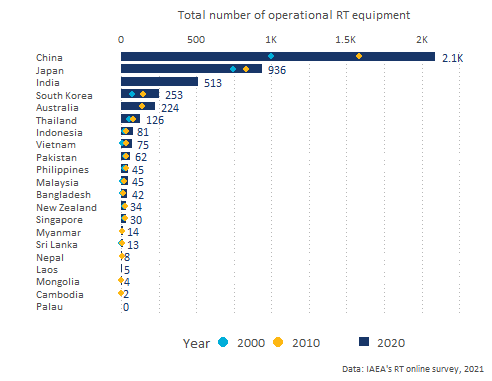 Total number of operational RT equipment
0 500 1K 1.5K 2K
China 2.1K
Japan 936
India 513
South Korea 253
Australia 224
Thailand 126
Indonesia 81
Vietnam 75
Pakistan 62
Philippines 45
Malaysia 45
Bangladesh 42
New Zealand 34
Singapore 30
Myanmar 14
Sri Lanka 13
Nepal 8
Laos 5
Mongolia 4
Cambodia 2
Palau 0
Year 2000 2010 2020
Data: IAEA's RT online survey, 2021